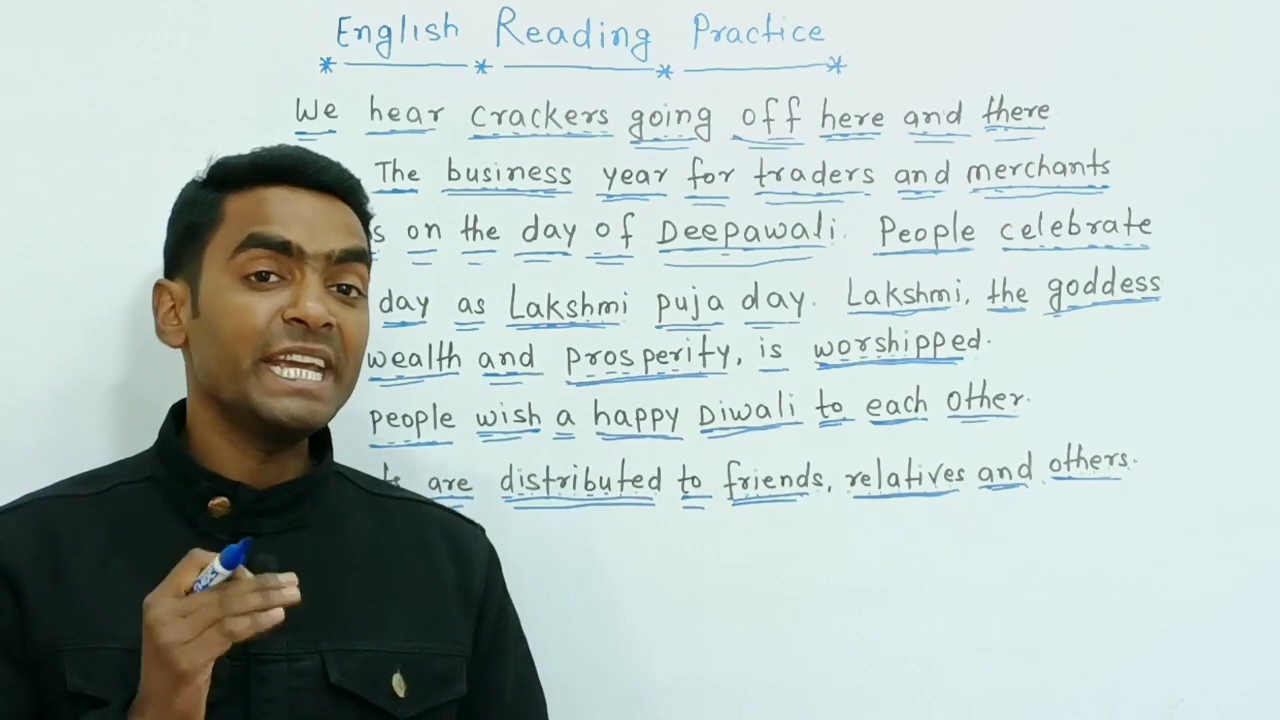 English Reading Practice
We hear crackers going off here and there
The business year for traders and merchants
on the day of Deepawali. People celebrate
day as Lakshmi puja day. Lakshmi, the goddess
wealth and prosperity, is worshipped.
people wish a happy Diwali to each other.
are distributed to friends, relatives and others.